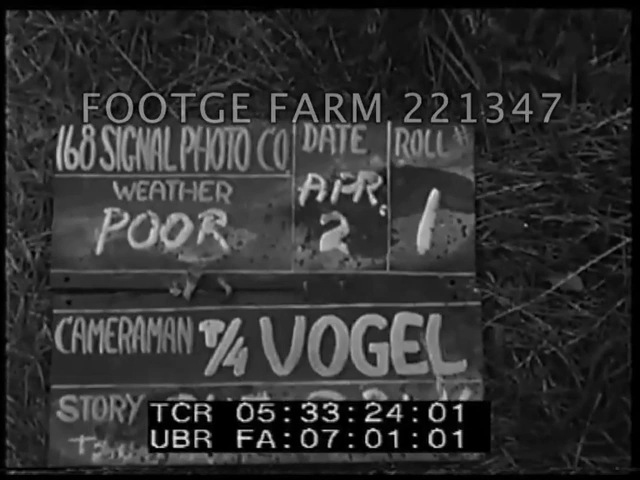 FOOTGE FARM 221347
168 SIGNAL PHOTO CO DATE ROLL #
WEATHER APR.
POOR 2 1
CAMERAMAN T/4 VOGEL
STORY
TCR 05:33:24:01
UBR FA:07:01:01